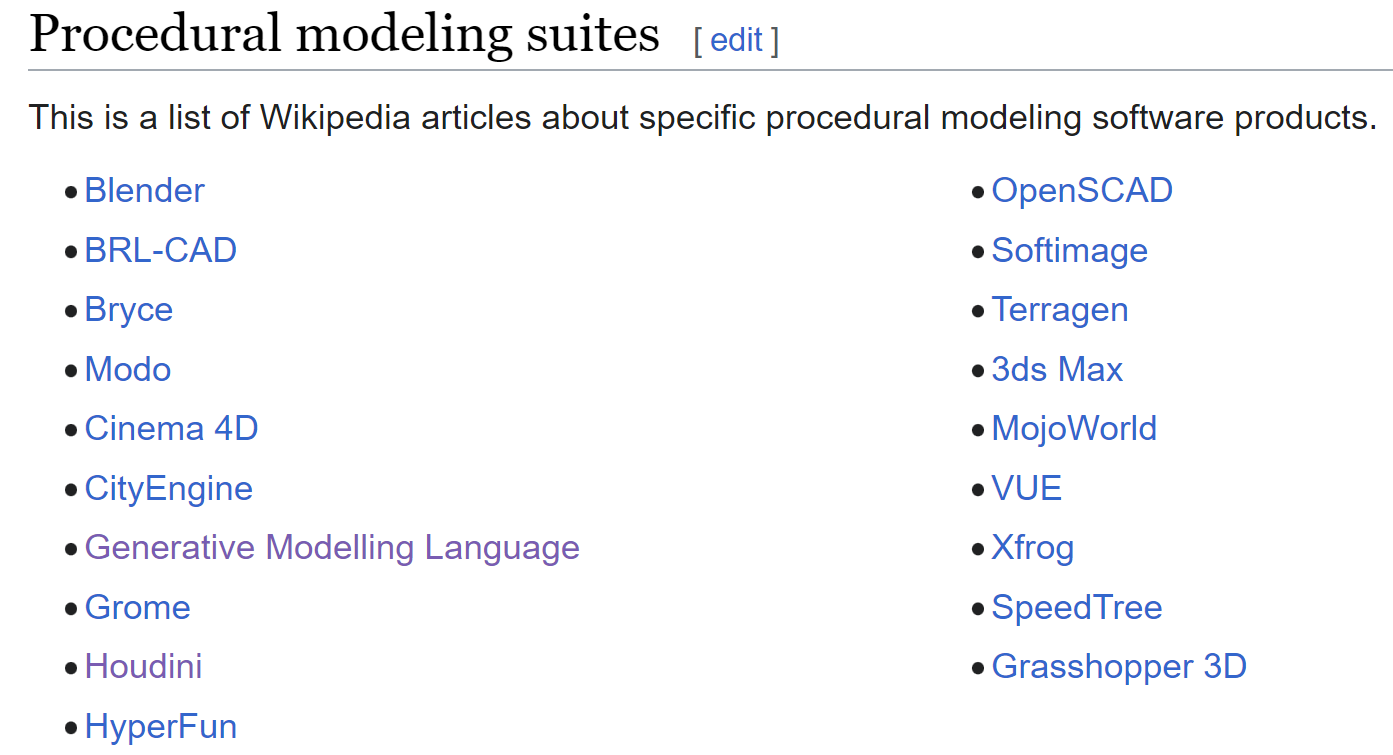 Procedural modeling suites [ edit ]
This is a list of Wikipedia articles about specific procedural modeling software products.
• Blender
• BRL-CAD
• Bryce
• Modo
• Cinema 4D
• CityEngine
• Generative Modelling Language
• Grome
• Houdini
• HyperFun
• OpenSCAD
• Softimage
• Terragen
• 3ds Max
• MojoWorld
• VUE
• Xfrog
• SpeedTree
• Grasshopper 3D